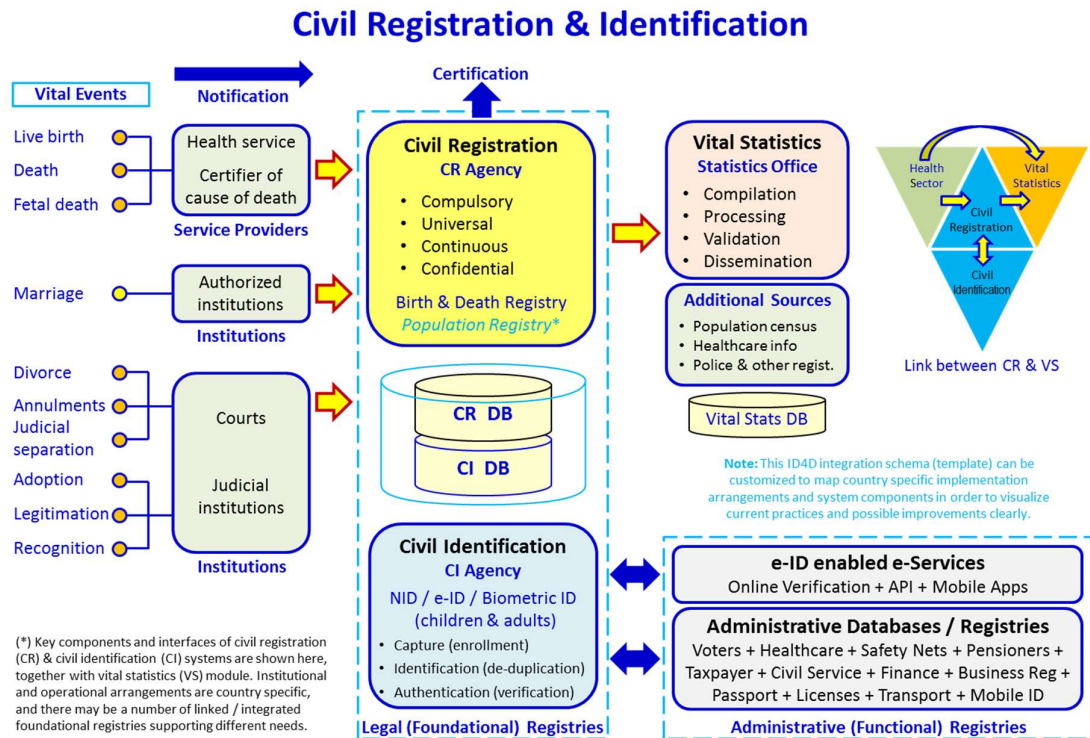 Civil Registration & Identification
Vital Events
Notification
Certification
Live birth
Death
Fetal death
Health service
Certifier of
cause of death
Service Providers
Marriage
Authorized
institutions
Institutions
Divorce
Annulments
Judicial
separation
Adoption
Legitimation
Recognition
Courts
Judicial
institutions
Institutions
(*) Key components and interfaces of civil registration
(CR) & civil identification (CI) systems are shown here,
together with vital statistics (VS) module. Institutional
and operational arrangements are country specific,
and there may be a number of linked /  integrated
foundational registries supporting different needs.
Civil Registration
CR Agency
• Compulsory
• Universal
• Continuous
• Confidential
Birth & Death Registry
Population Registry*
CR DB
CI DB
Civil Identification
CI Agency
NID / e-ID / Biometric ID
(children & adults)
• Capture (enrollment)
• Identification (de-duplication)
• Authentication (verification)
Legal (Foundational) Registries
Vital Statistics
Statistics Office
• Compilation
• Processing
• Validation
• Dissemination
Additional Sources
• Population census
• Healthcare info
• Police & other regist.
Vital Stats DB
Health
Sector
Vital
Statistics
Civil
Registration
Civil
Identification
Link between CR & VS
Note: This ID4D integration schema (template) can be
customized to map country specific implementation
arrangements and system components in order to visualize
current practices and possible improvements clearly.
e-ID enabled e-Services
Online Verification + API + Mobile Apps
Administrative Databases / Registries
Voters + Healthcare + Safety Nets + Pensioners +
Taxpayer + Civil Service + Finance + Business Reg +
Passport + Licenses + Transport + Mobile ID
Administrative (Functional) Registries